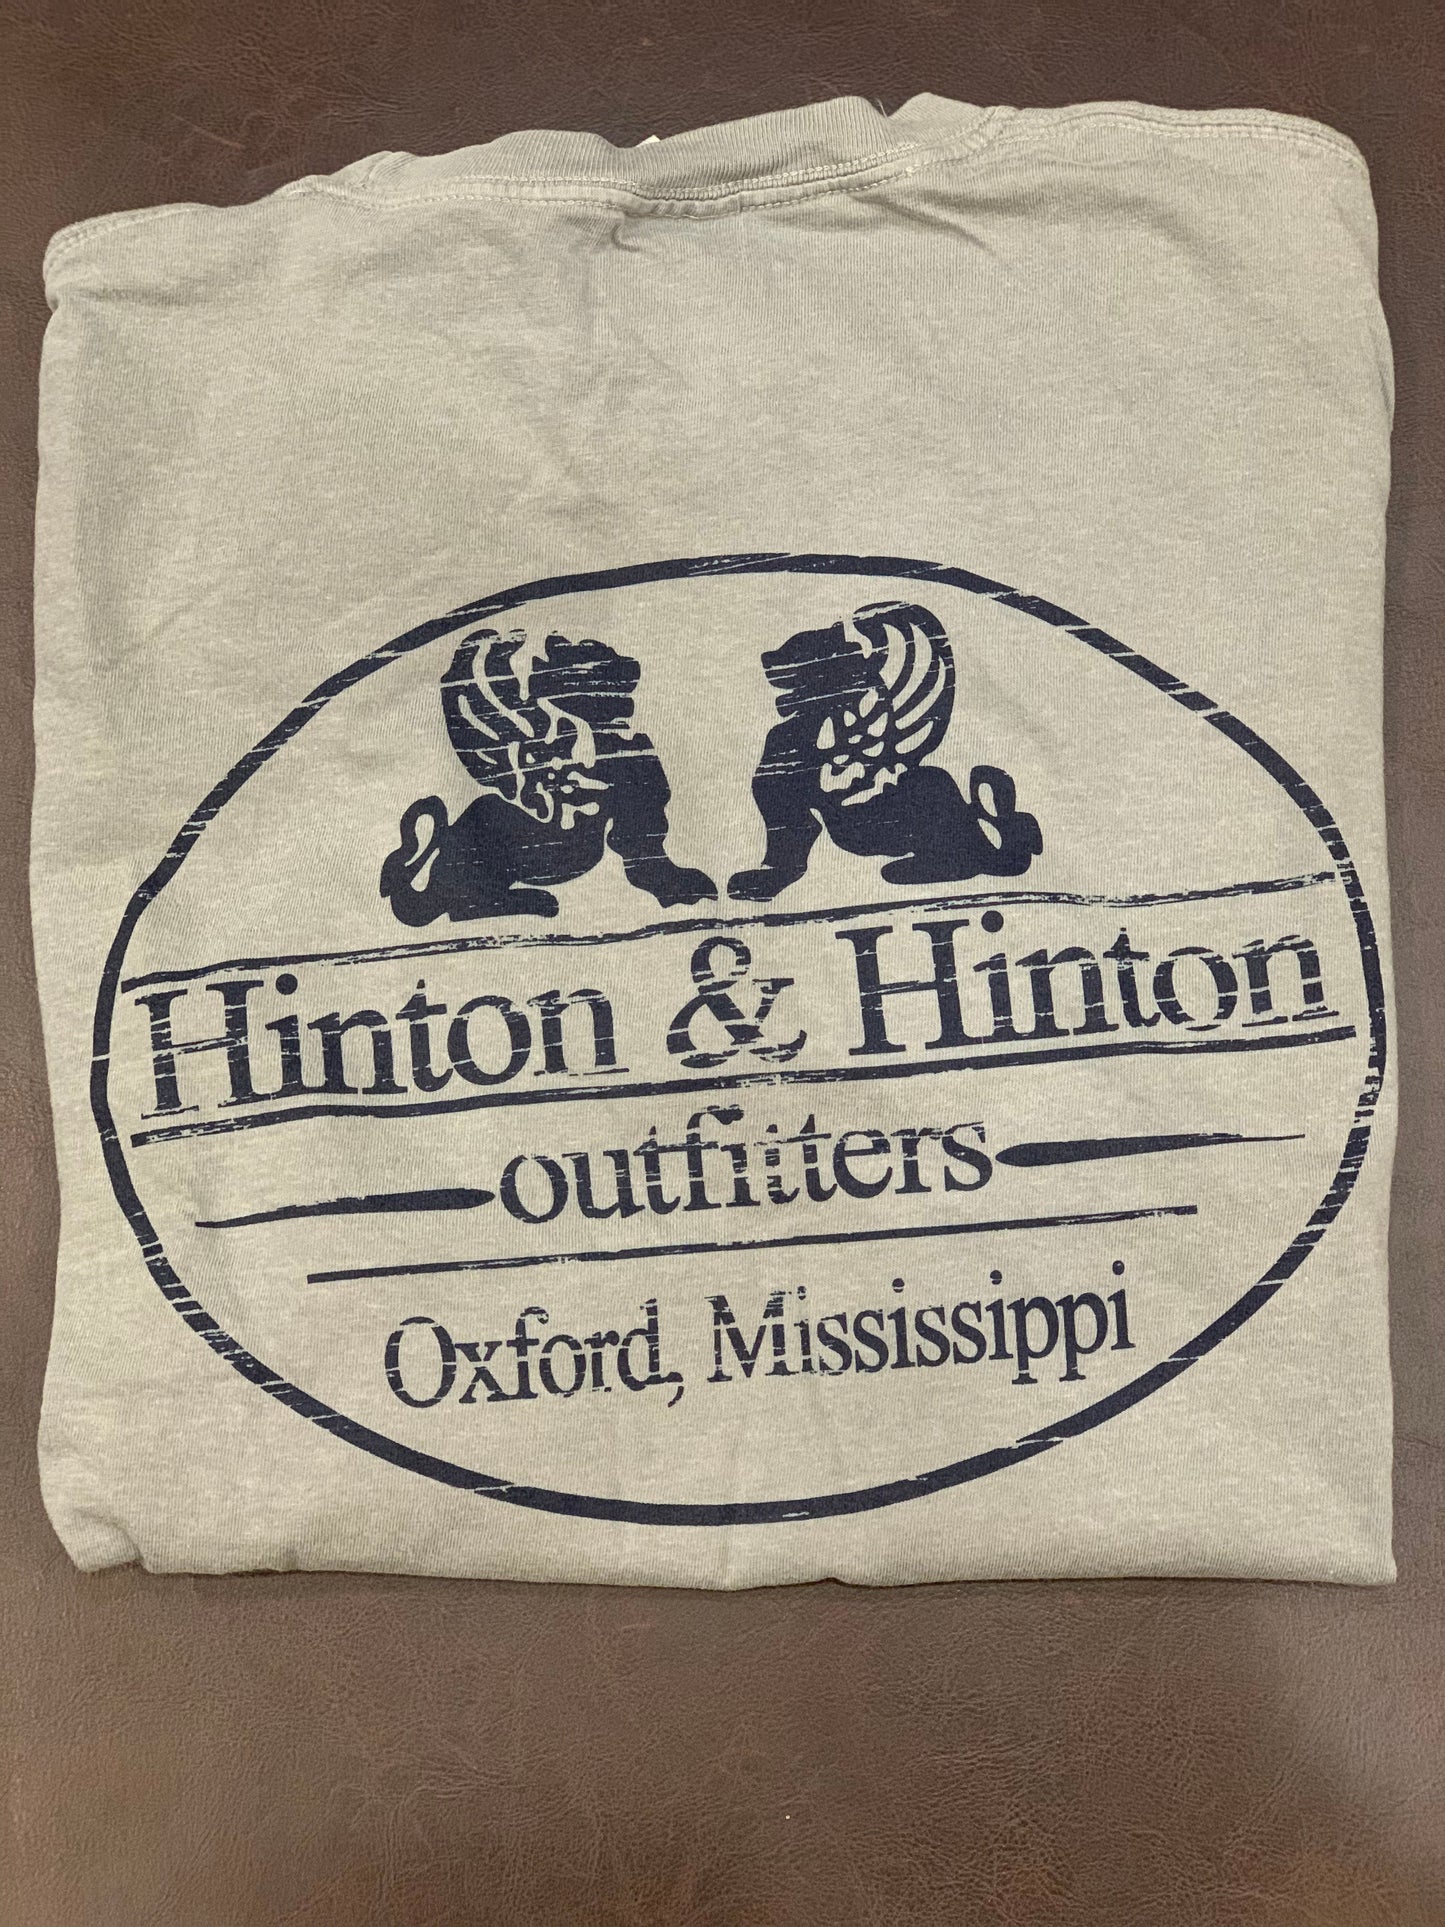 Hinton & Hinton
outfitters
Oxford, Mississippi